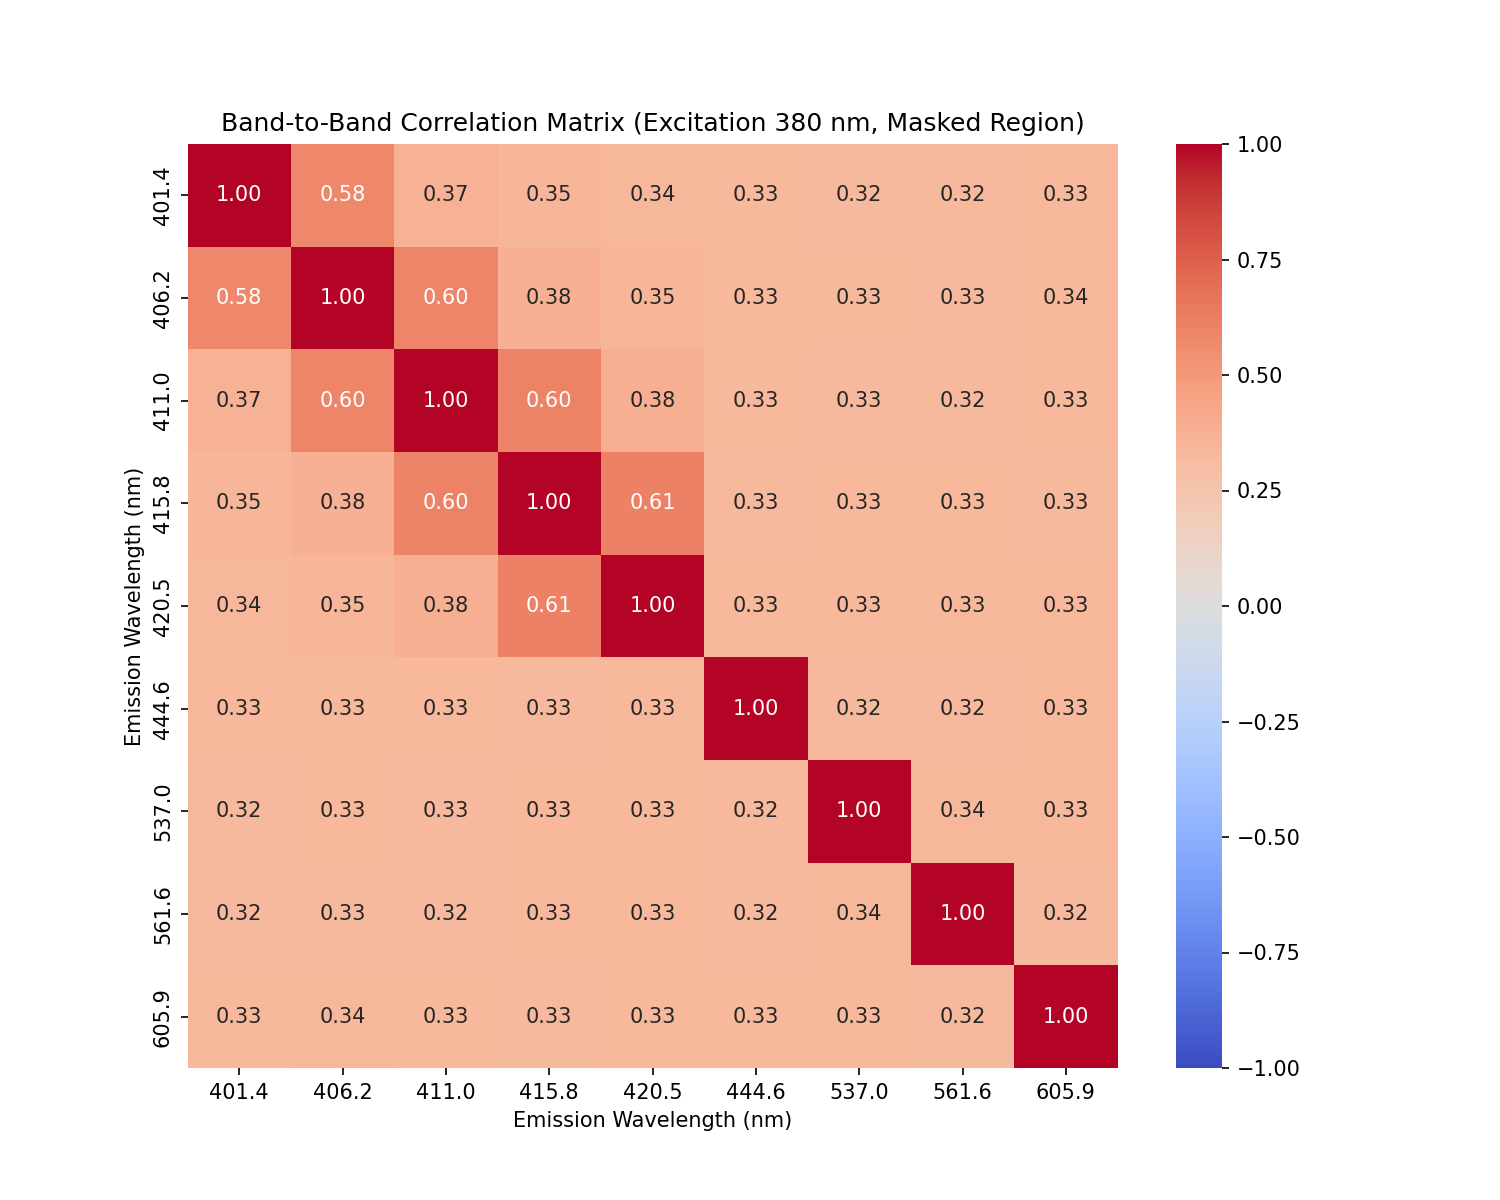 Band-to-Band Correlation Matrix (Excitation 380 nm, Masked Region)
401.4 1.00 0.58 0.37 0.35 0.34 0.33 0.32 0.32 0.33
406.2 0.58 1.00 0.60 0.38 0.35 0.33 0.33 0.33 0.34
411.0 0.37 0.60 1.00 0.60 0.38 0.33 0.33 0.32 0.33
415.8 0.35 0.38 0.60 1.00 0.61 0.33 0.33 0.33 0.33
420.5 0.34 0.35 0.38 0.61 1.00 0.33 0.33 0.33 0.33
444.6 0.33 0.33 0.33 0.33 0.33 1.00 0.32 0.32 0.33
537.0 0.32 0.33 0.33 0.33 0.33 0.32 1.00 0.34 0.33
561.6 0.32 0.33 0.32 0.33 0.33 0.32 0.34 1.00 0.32
605.9 0.33 0.34 0.33 0.33 0.33 0.33 0.33 0.32 1.00
401.4 406.2 411.0 415.8 420.5 444.6 537.0 561.6 605.9
Emission Wavelength (nm)
Emission Wavelength (nm)
1.00
0.75
0.50
0.25
0.00
−0.25
−0.50
−0.75
−1.00